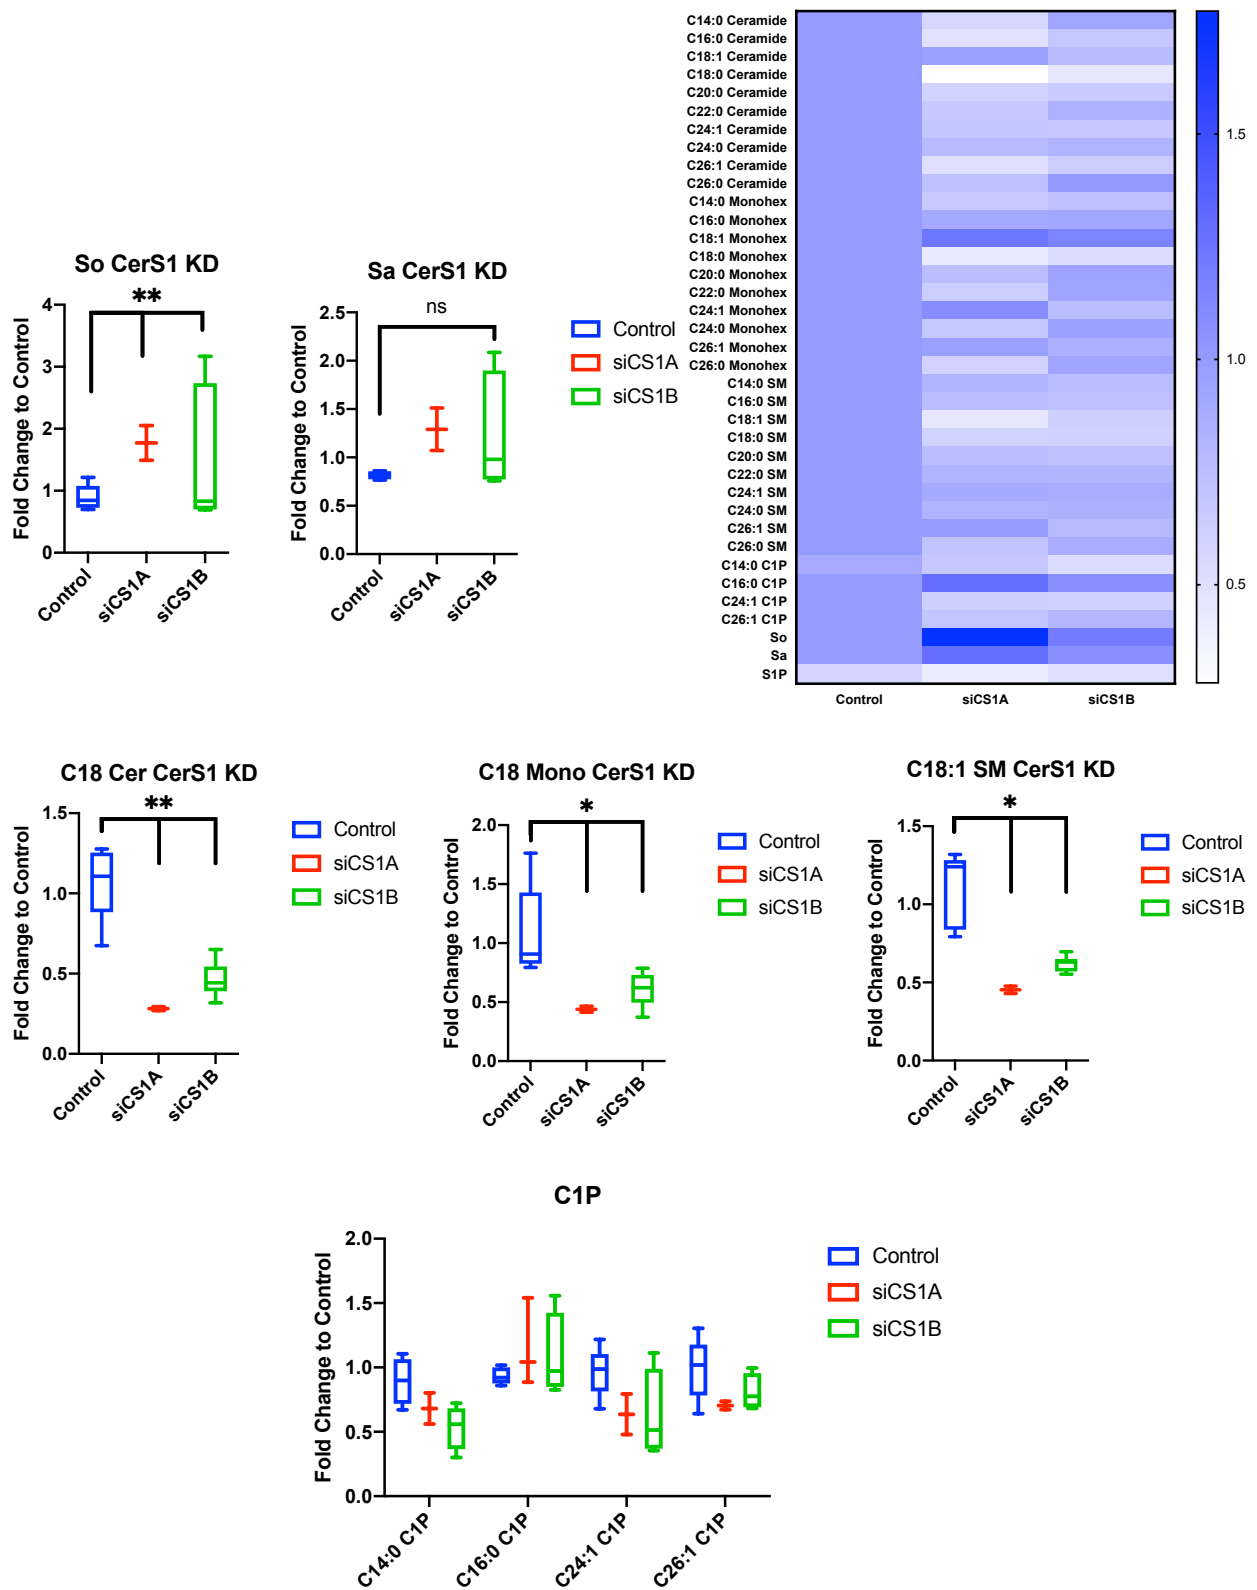 C14:0 Ceramide
C16:0 Ceramide
C18:1 Ceramide
C18:0 Ceramide
C20:0 Ceramide
C22:0 Ceramide
C24:1 Ceramide
C24:0 Ceramide
C26:1 Ceramide
C26:0 Ceramide
C14:0 Monohex
C16:0 Monohex
C18:1 Monohex
C18:0 Monohex
C20:0 Monohex
C22:0 Monohex
C24:1 Monohex
C24:0 Monohex
C26:1 Monohex
C26:0 Monohex
C14:0 SM
C16:0 SM
C18:1 SM
C18:0 SM
C20:0 SM
C22:0 SM
C24:1 SM
C24:0 SM
C26:1 SM
C26:0 SM
C14:0 C1P
C16:0 C1P
C24:1 C1P
C26:1 C1P
So
Sa
S1P
Control siCS1A siCS1B
1.5
1.0
0.5
So CerS1 KD
**
Fold Change to Control
4
3
2
1
0
Control siCS1A siCS1B
Sa CerS1 KD
ns
Fold Change to Control
2.5
2.0
1.5
1.0
0.5
0.0
Control siCS1A siCS1B
Control
siCS1A
siCS1B
C18 Cer CerS1 KD
**
Fold Change to Control
1.5
1.0
0.5
0.0
Control siCS1A siCS1B
Control
siCS1A
siCS1B
C18 Mono CerS1 KD
*
Fold Change to Control
2.0
1.5
1.0
0.5
0.0
Control siCS1A siCS1B
Control
siCS1A
siCS1B
C18:1 SM CerS1 KD
*
Fold Change to Control
1.5
1.0
0.5
0.0
Control siCS1A siCS1B
Control
siCS1A
siCS1B
C1P
Fold Change to Control
2.0
1.5
1.0
0.5
0.0
C14:0 C1P C16:0 C1P C24:1 C1P C26:1 C1P
Control
siCS1A
siCS1B